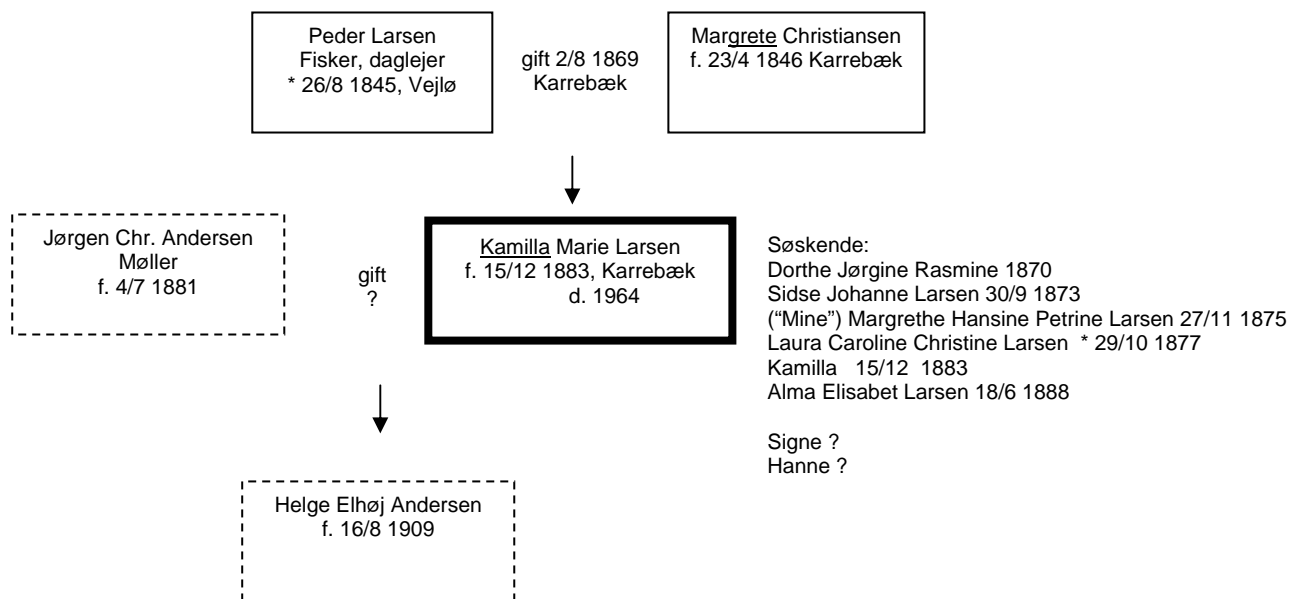 Peder Larsen
Fisker, daglejer
* 26/8 1845, Vejlø
gift 2/8 1869
Karrebæk
Margrete Christiansen
f. 23/4 1846 Karrebæk
Jørgen Chr. Andersen
Møller
f. 4/7 1881
gift
?
Kamilla Marie Larsen
f. 15/12 1883, Karrebæk
d. 1964
Søskende:
Dorthe Jørgine Rasmine 1870
Sidse Johanne Larsen 30/9 1873
(“Mine”) Margrethe Hansine Petrine Larsen 27/11 1875
Laura Caroline Christine Larsen * 29/10 1877
Kamilla 15/12 1883
Alma Elisabet Larsen 18/6 1888
Signe ?
Hanne ?
Helge Elhøj Andersen
f. 16/8 1909